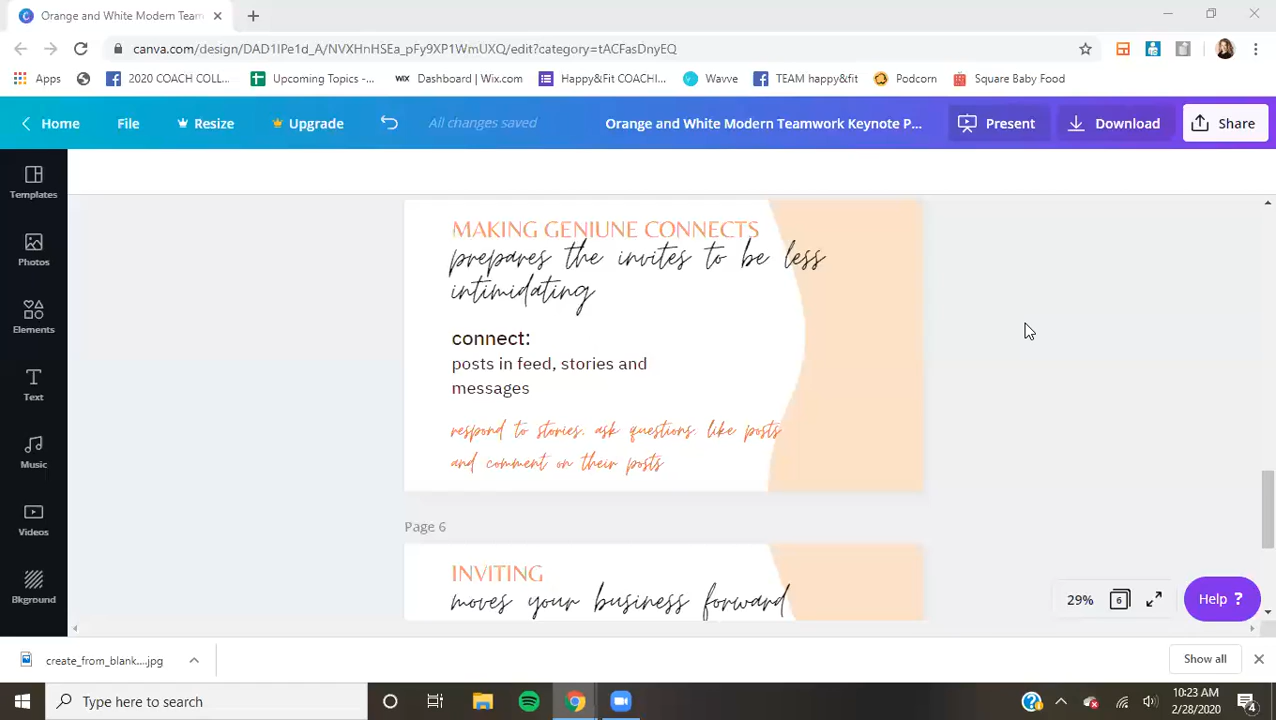 Orange and White Modern Team
canva.com/design/DAD1IPe1d_A/NVXHnHSEa_pFy9XP1WmUXQ/edit?category=tACFasDnyEQ
Apps
2020 COACH COLL...
Upcoming Topics -...
WIX Dashboard | Wix.com
Happy&Fit COACHI...
Wavve
TEAM happy&fit
Podcorn
Square Baby Food
Home
File
Resize
Upgrade
All changes saved
Orange and White Modern Teamwork Keynote P...
Present
Download
Share
Templates
Photos
Elements
Text
Music
Videos
Bkground
MAKING GENIUNE CONNECTS
prepares the invites to be less
intimidating
connect:
posts in feed, stories and
messages
respond to stories, ask questions, like posts
and comment on their posts
Page 6
INVITING
moves your business forward
29%
6
Help ?
create_from_blank....jpg
Show all
Type here to search
10:23 AM
2/28/2020
4